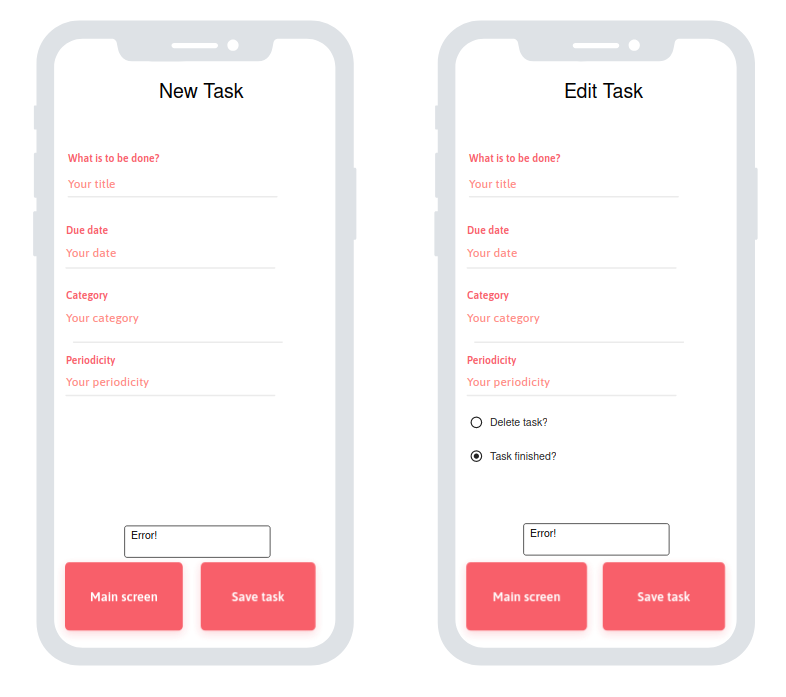 New Task
What is to be done?
Your title
Due date
Your date
Category
Your category
Periodicity
Your periodicity
Error!
Main screen
Save task
Edit Task
What is to be done?
Your title
Due date
Your date
Category
Your category
Periodicity
Your periodicity
Delete task?
Task finished?
Error!
Main screen
Save task